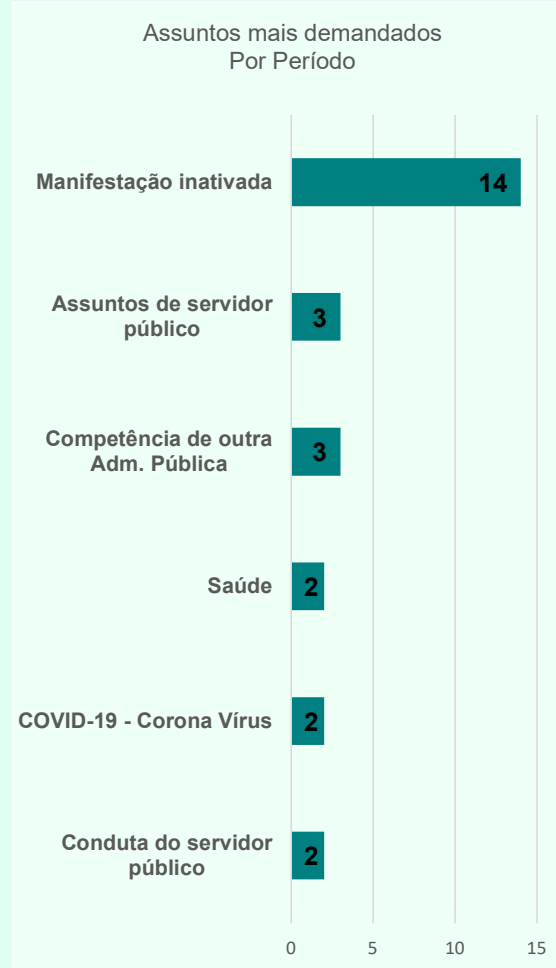 Assuntos mais demandados
Por Período
Manifestação inativada
14
Assuntos de servidor
público
3
Competência de outra
Adm. Pública
3
Saúde
2
COVID-19 - Corona Vírus
2
Conduta do servidor
público
2
0 5 10 15